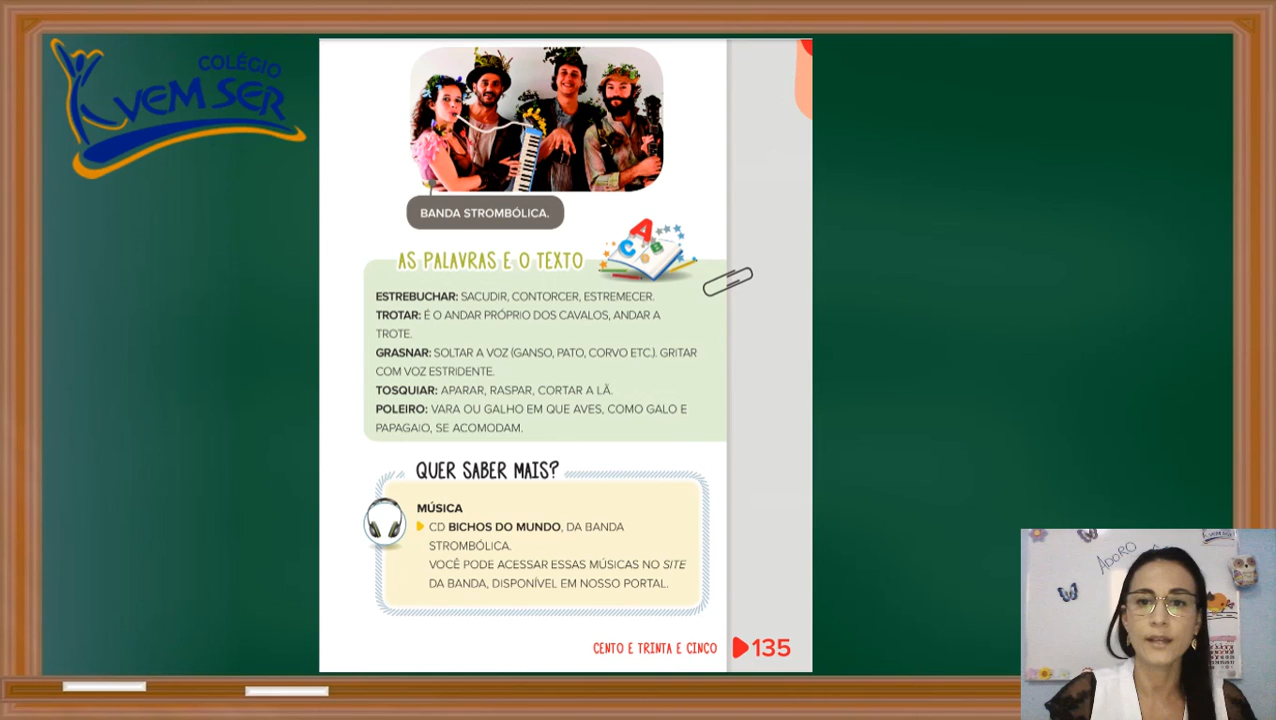 COLÉGIO
VEM SER
BANDA STROMBÓLICA.
AS PALAVRAS E O TEXTO
A
C
B
ESTREBUCHAR: SACUDIR, CONTORCER, ESTREMECER.
TROTAR: É O ANDAR PRÓPRIO DOS CAVALOS, ANDAR A
TROTE.
GRASNAR: SOLTAR A VOZ (GANSO, PATO, CORVO ETC.). GRITAR
COM VOZ ESTRIDENTE.
TOSQUIAR: APARAR, RASPAR, CORTAR A LÃ.
POLEIRO: VARA OU GALHO EM QUE AVES, COMO GALO E
PAPAGAIO, SE ACOMODAM.
QUER SABER MAIS?
MÚSICA
CD BICHOS DO MUNDO, DA BANDA
STROMBÓLICA.
VOCÊ PODE ACESSAR ESSAS MÚSICAS NO SITE
DA BANDA, DISPONÍVEL EM NOSSO PORTAL.
CENTO E TRINTA E CINCO
135
ADORO